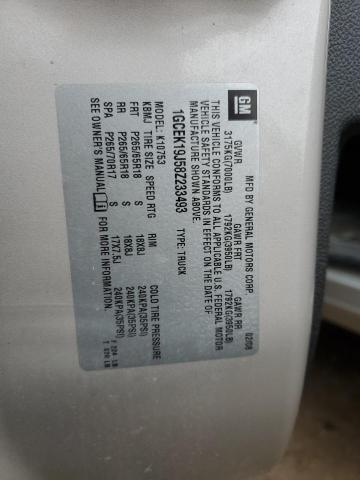 GM
MFD BY GENERAL MOTORS CORP. 02/08
GVWR GAWR FRT GAWR RR
3175KG(7000LB) 1792KG(3950LB) 1792KG(3950LB)
THIS VEHICLE CONFORMS TO ALL APPLICABLE U.S. FEDERAL MOTOR
VEHICLE SAFETY STANDARDS IN EFFECT ON THE DATE OF
MANUFACTURE SHOWN ABOVE.
1GCEK19J58Z233493 TYPE: TRUCK
MODEL: K10753
KBMJ TIRE SIZE SPEED RTG RIM COLD TIRE PRESSURE
FRT P265/65R18 S 18X8J 240KPA(35PSI)
RR P265/65R18 S 18X8J 240KPA(35PSI)
SPA P265/70R17 S 17X7.5J 240KPA(35PSI)
SEE OWNER'S MANUAL i FOR MORE INFORMATION.